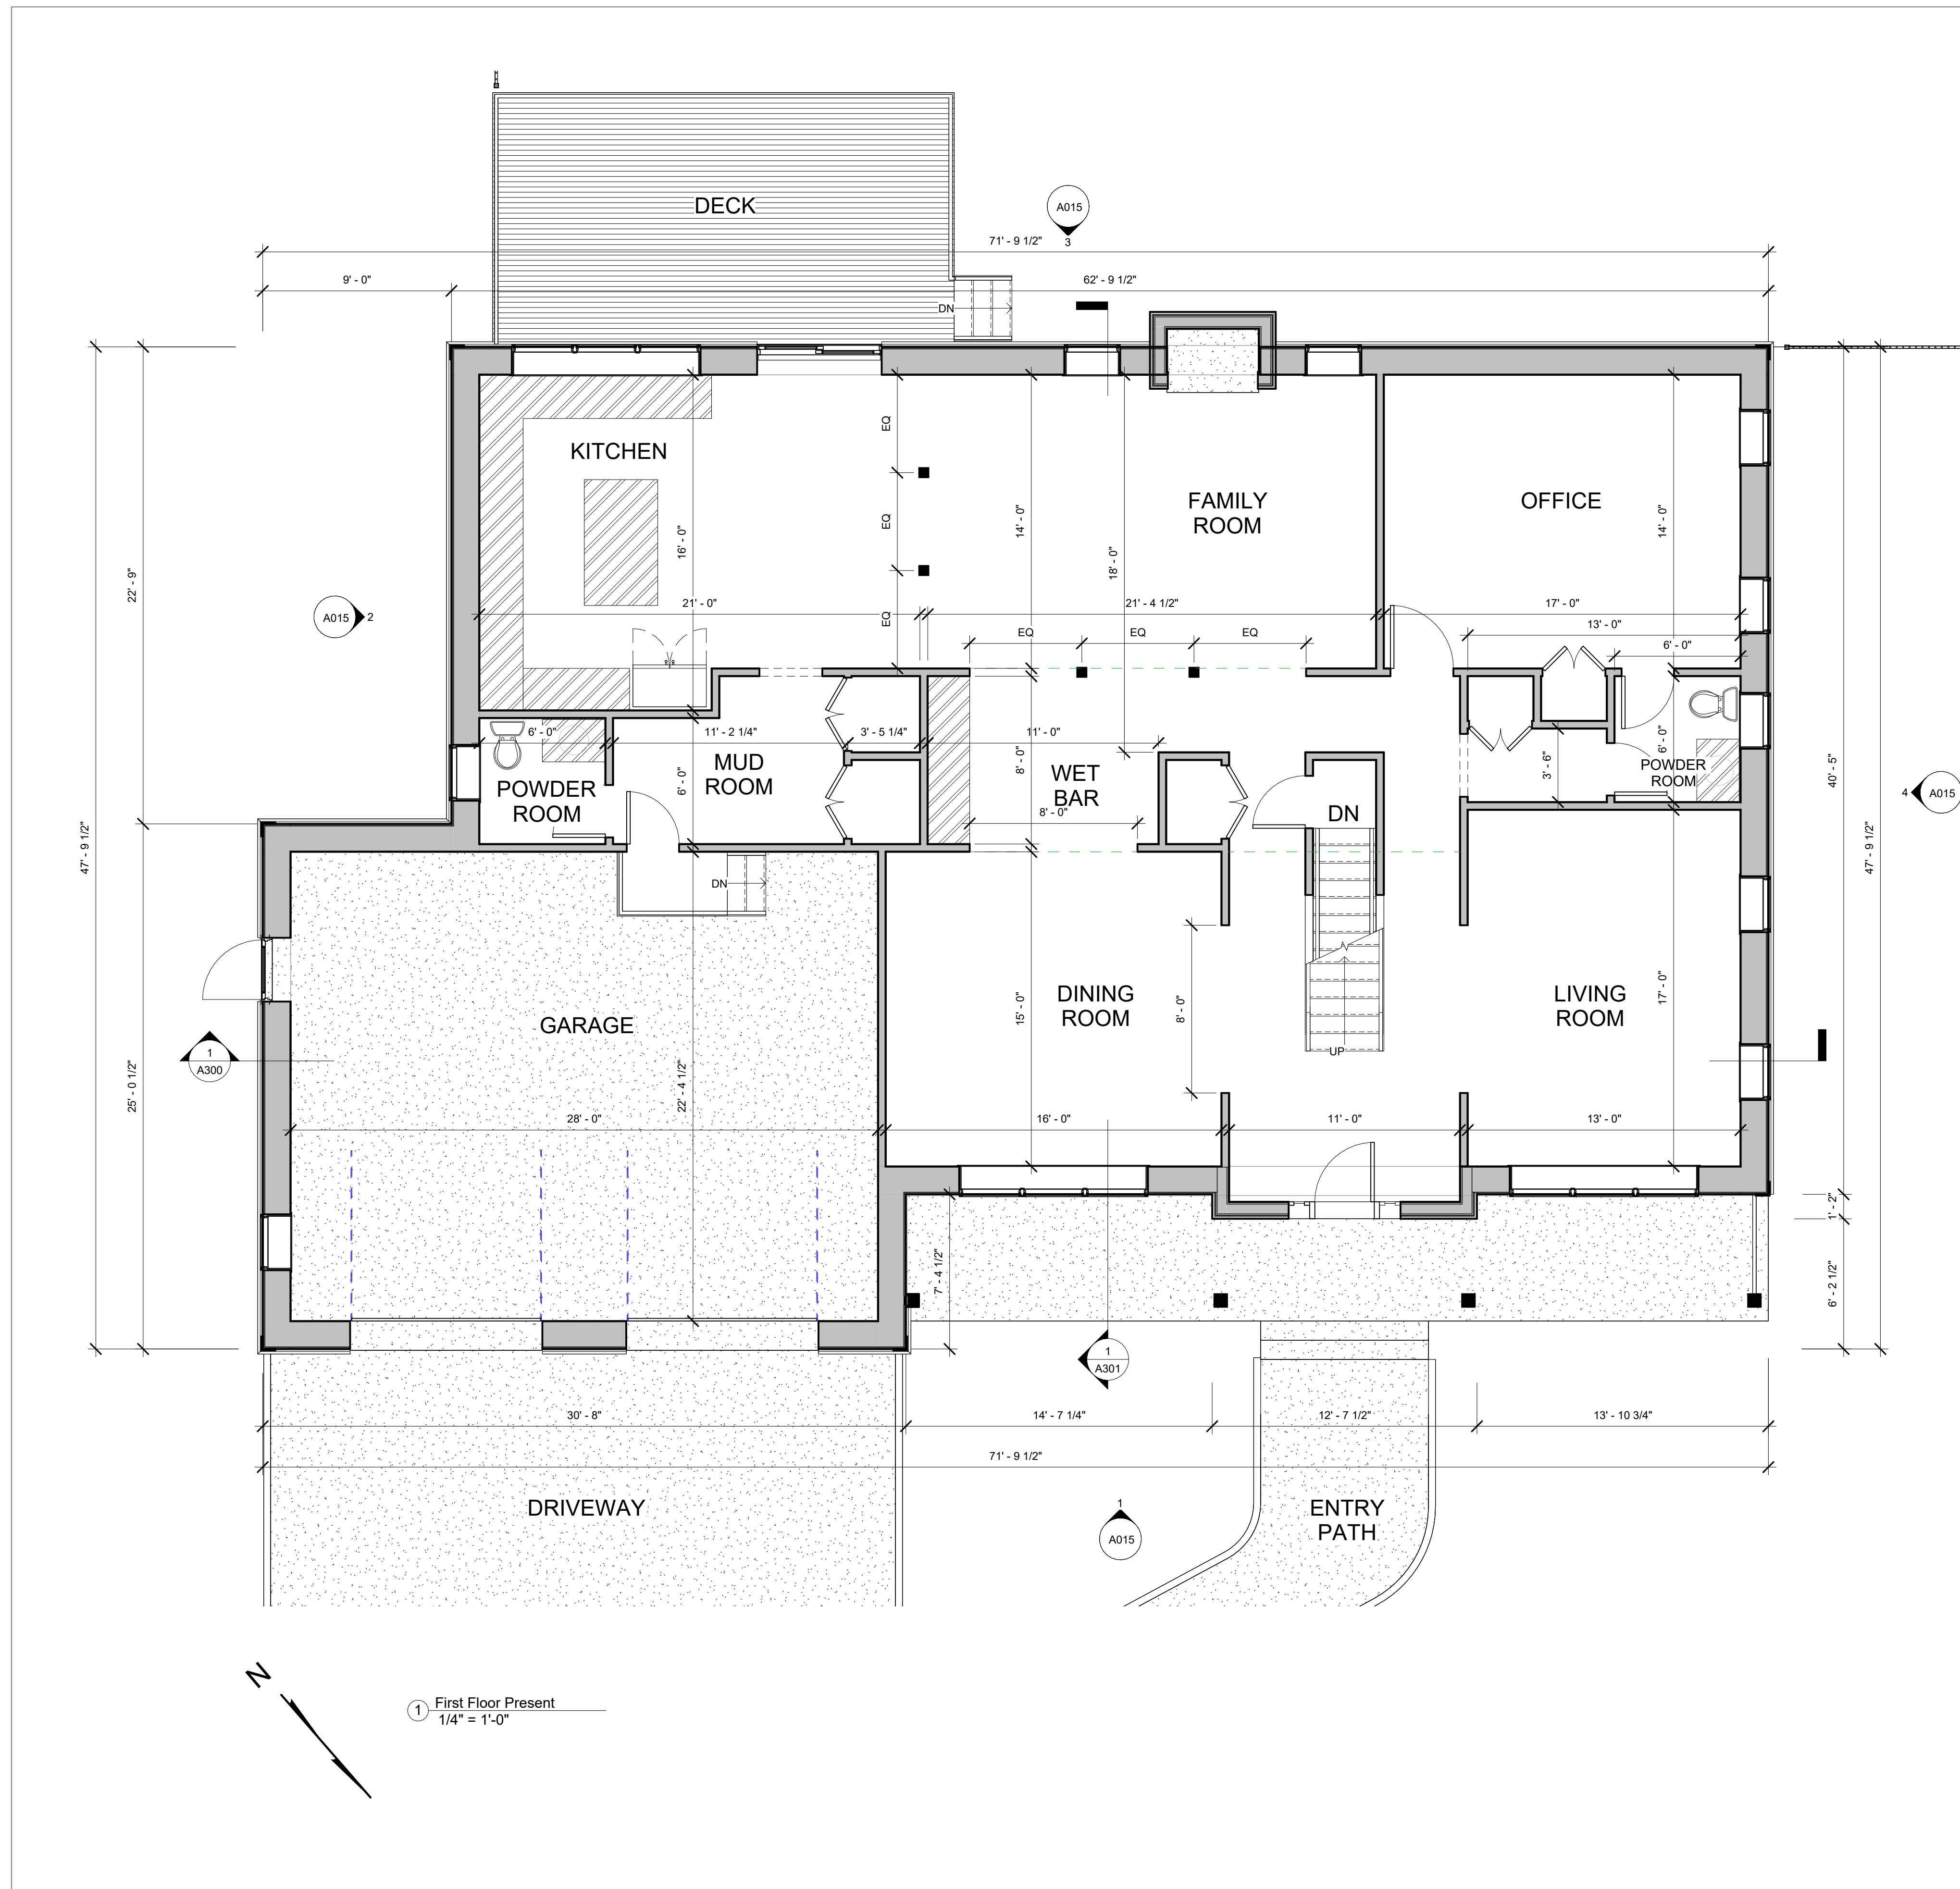 DECK
A015
3
71' - 9 1/2"
9' - 0"
62' - 9 1/2"
DN
KITCHEN
EQ
EQ
EQ
FAMILY
ROOM
OFFICE
16' - 0"
14' - 0"
18' - 0"
14' - 0"
22' - 9"
47' - 9 1/2"
A015
2
21' - 0"
21' - 4 1/2"
17' - 0"
13' - 0"
6' - 0"
EQ
EQ
EQ
6' - 0"
11' - 2 1/4"
3' - 5 1/4"
11' - 0"
8' - 0"
MUD
ROOM
6' - 0"
POWDER
ROOM
WET
BAR
8' - 0"
DN
3' - 6"
6' - 0"
POWDER
ROOM
40' - 5"
47' - 9 1/2"
4
A015
DN
GARAGE
DINING
ROOM
15' - 0"
8' - 0"
LIVING
ROOM
17' - 0"
UP
1
A300
25' - 0 1/2"
22' - 4 1/2"
28' - 0"
16' - 0"
11' - 0"
13' - 0"
7' - 4 1/2"
1' - 2"
6' - 2 1/2"
1
A301
30' - 8"
14' - 7 1/4"
12' - 7 1/2"
13' - 10 3/4"
71' - 9 1/2"
DRIVEWAY
1
A015
ENTRY
PATH
N
1
First Floor Present
1/4" = 1'-0"